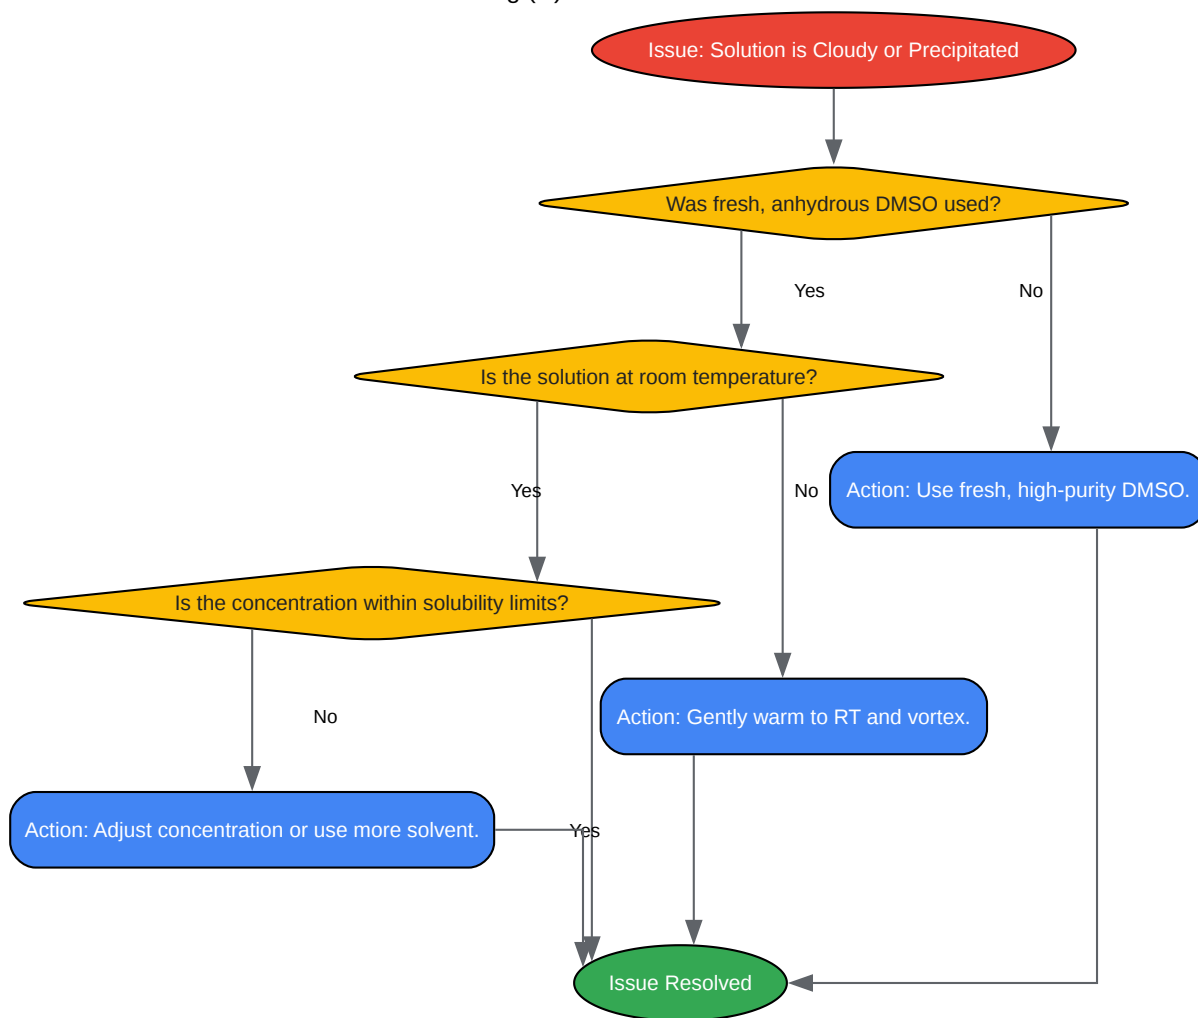 Issue: Solution is Cloudy or Precipitated
Was fresh, anhydrous DMSO used?
Yes
No
Is the solution at room temperature?
Yes
No
Action: Use fresh, high-purity DMSO.
Is the concentration within solubility limits?
No
Action: Gently warm to RT and vortex.
Action: Adjust concentration or use more solvent.
Yes
Issue Resolved